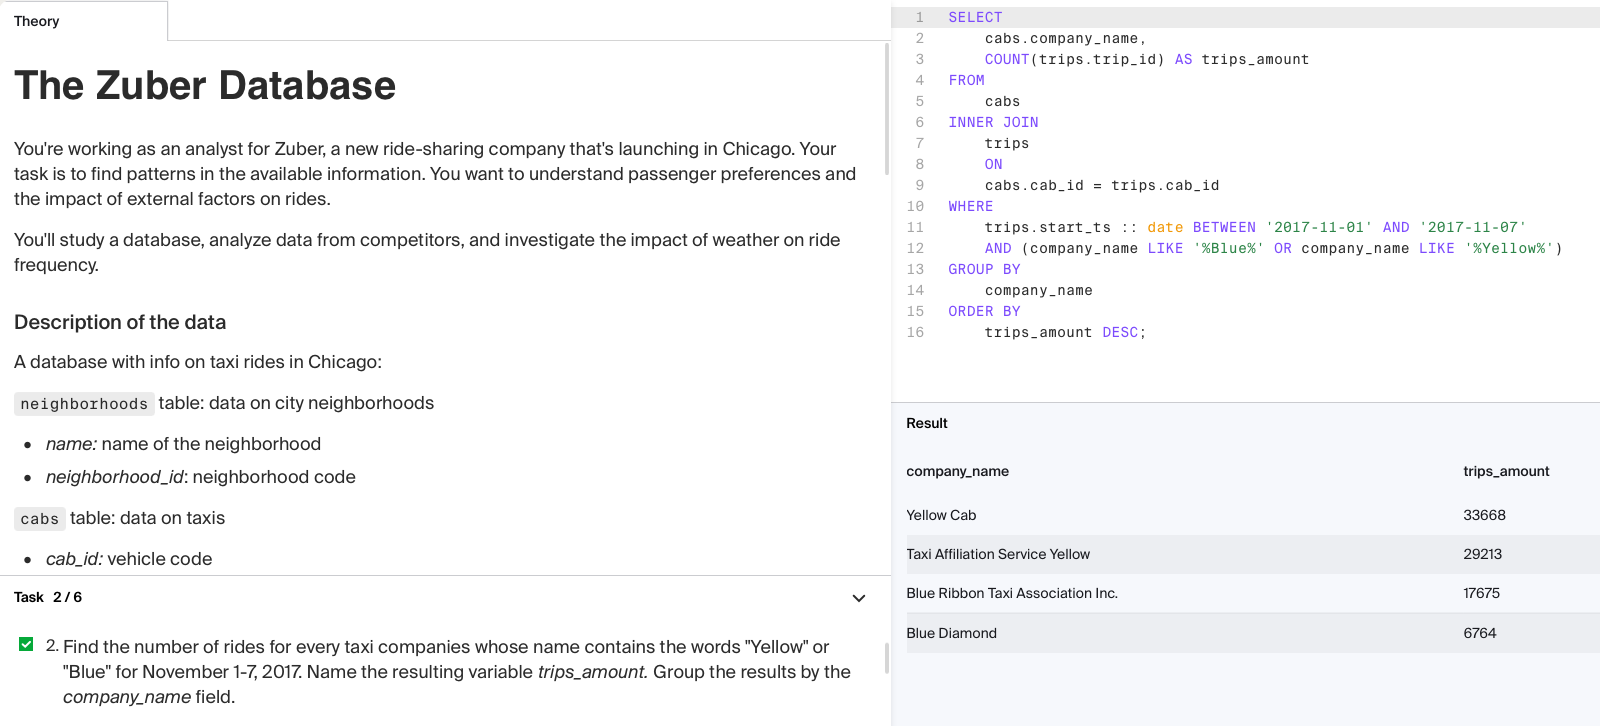 Theory
The Zuber Database
You're working as an analyst for Zuber, a new ride-sharing company that's launching in Chicago. Your
task is to find patterns in the available information. You want to understand passenger preferences and
the impact of external factors on rides.
You'll study a database, analyze data from competitors, and investigate the impact of weather on ride
frequency.
Description of the data
A database with info on taxi rides in Chicago:
neighborhoods table: data on city neighborhoods
• name: name of the neighborhood
• neighborhood_id: neighborhood code
cabs table: data on taxis
• cab_id: vehicle code
Task 2 / 6
2. Find the number of rides for every taxi companies whose name contains the words "Yellow" or
"Blue" for November 1-7, 2017. Name the resulting variable trips_amount. Group the results by the
company_name field.
1 SELECT
2 cabs.company_name,
3 COUNT(trips.trip_id) AS trips_amount
4 FROM
5 cabs
6 INNER JOIN
7 trips
8 ON
9 cabs.cab_id = trips.cab_id
10 WHERE
11 trips.start_ts :: date BETWEEN '2017-11-01' AND '2017-11-07'
12 AND (company_name LIKE '%Blue%' OR company_name LIKE '%Yellow%')
13 GROUP BY
14 company_name
15 ORDER BY
16 trips_amount DESC;
Result
company_name trips_amount
Yellow Cab 33668
Taxi Affiliation Service Yellow 29213
Blue Ribbon Taxi Association Inc. 17675
Blue Diamond 6764